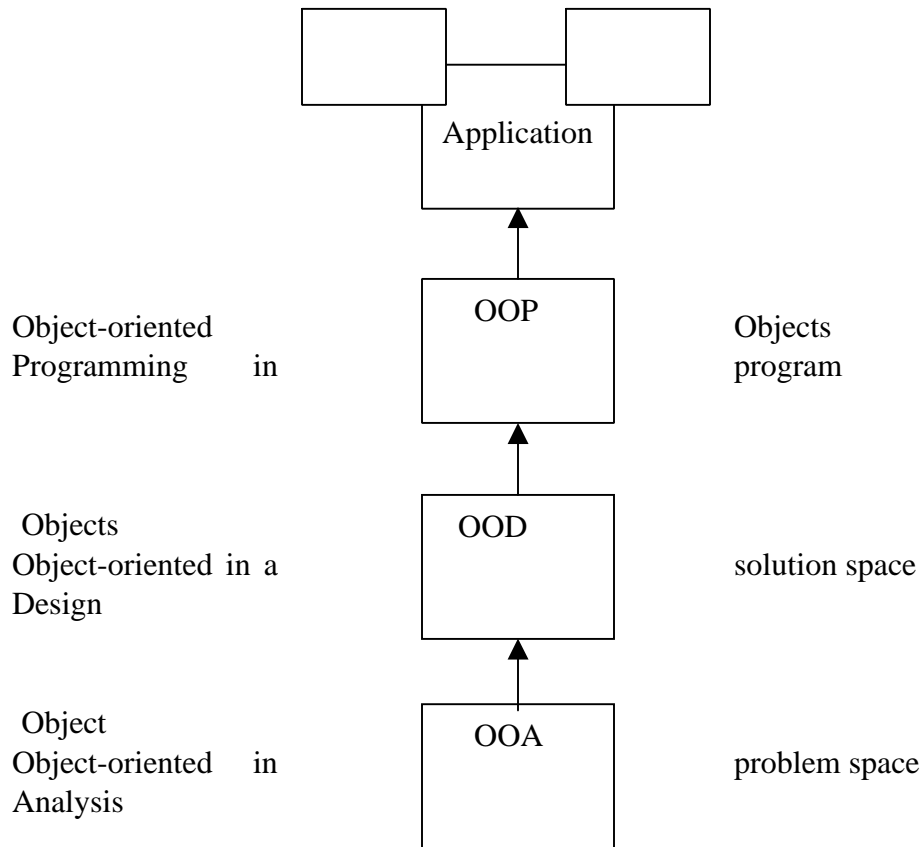 Application
OOP
Object-oriented
Programming in
Objects
program
OOD
Objects
Object-oriented in a
Design
solution space
OOA
Object
Object-oriented in
Analysis
problem space